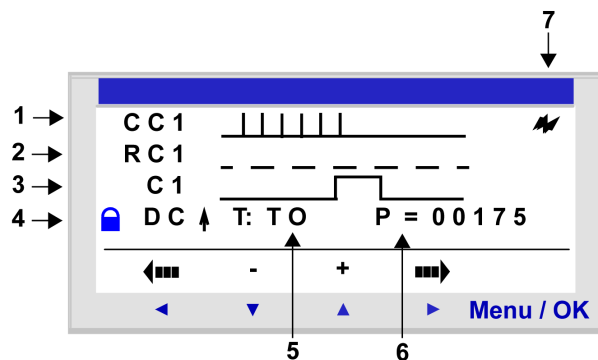 7
1 CC1
2 RC1
3 C1
4 DC T: TO P = 00175
- +
Menu / OK
5 6